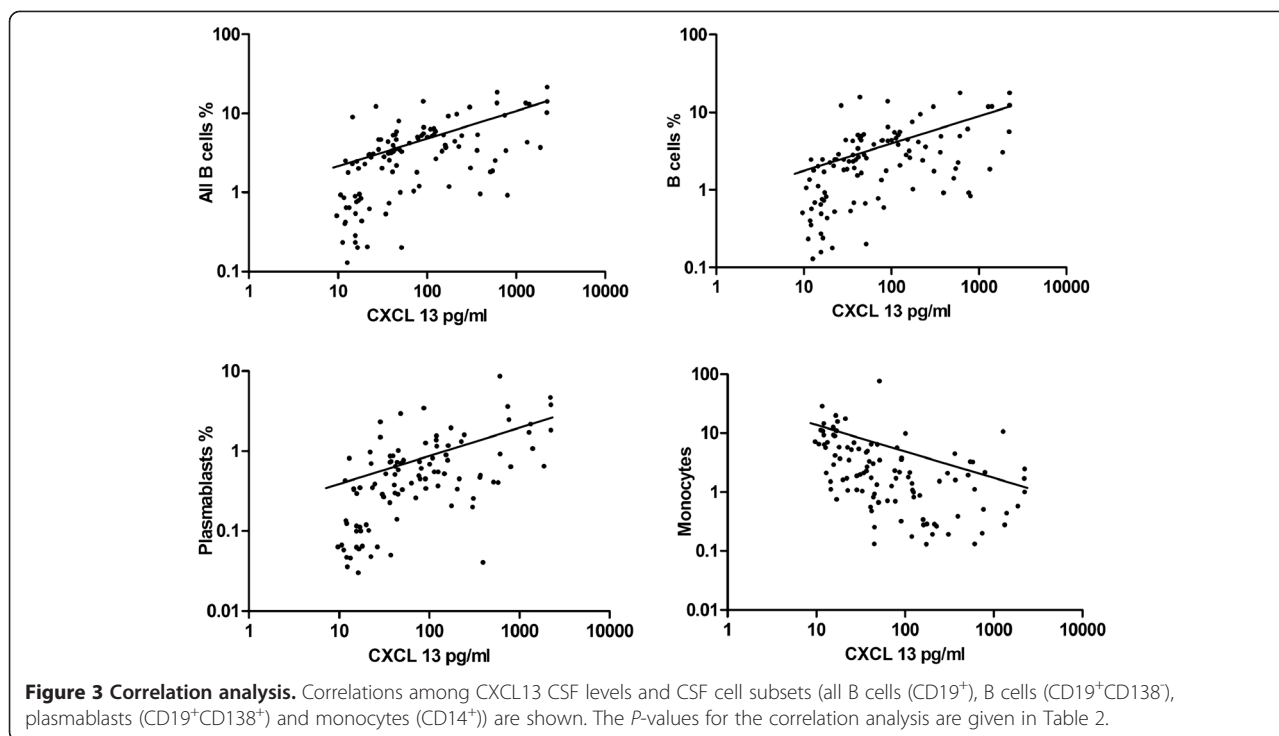 100
10
1
0.1
All B cells %
1 10 100 1000 10000
CXCL 13 pg/ml
100
10
1
0.1
B cells %
1 10 100 1000 10000
CXCL 13 pg/ml
10
1
0.1
0.01
Plasmablasts %
1 10 100 1000 10000
CXCL 13 pg/ml
100
10
1
0.1
0.01
Monocytes
1 10 100 1000 10000
CXCL 13 pg/ml
Figure 3 Correlation analysis. Correlations among CXCL13 CSF levels and CSF cell subsets (all B cells (CD19⁺), B cells (CD19⁺CD138⁻),
plasmablasts (CD19⁺CD138⁺) and monocytes (CD14⁺)) are shown. The P-values for the correlation analysis are given in Table 2.